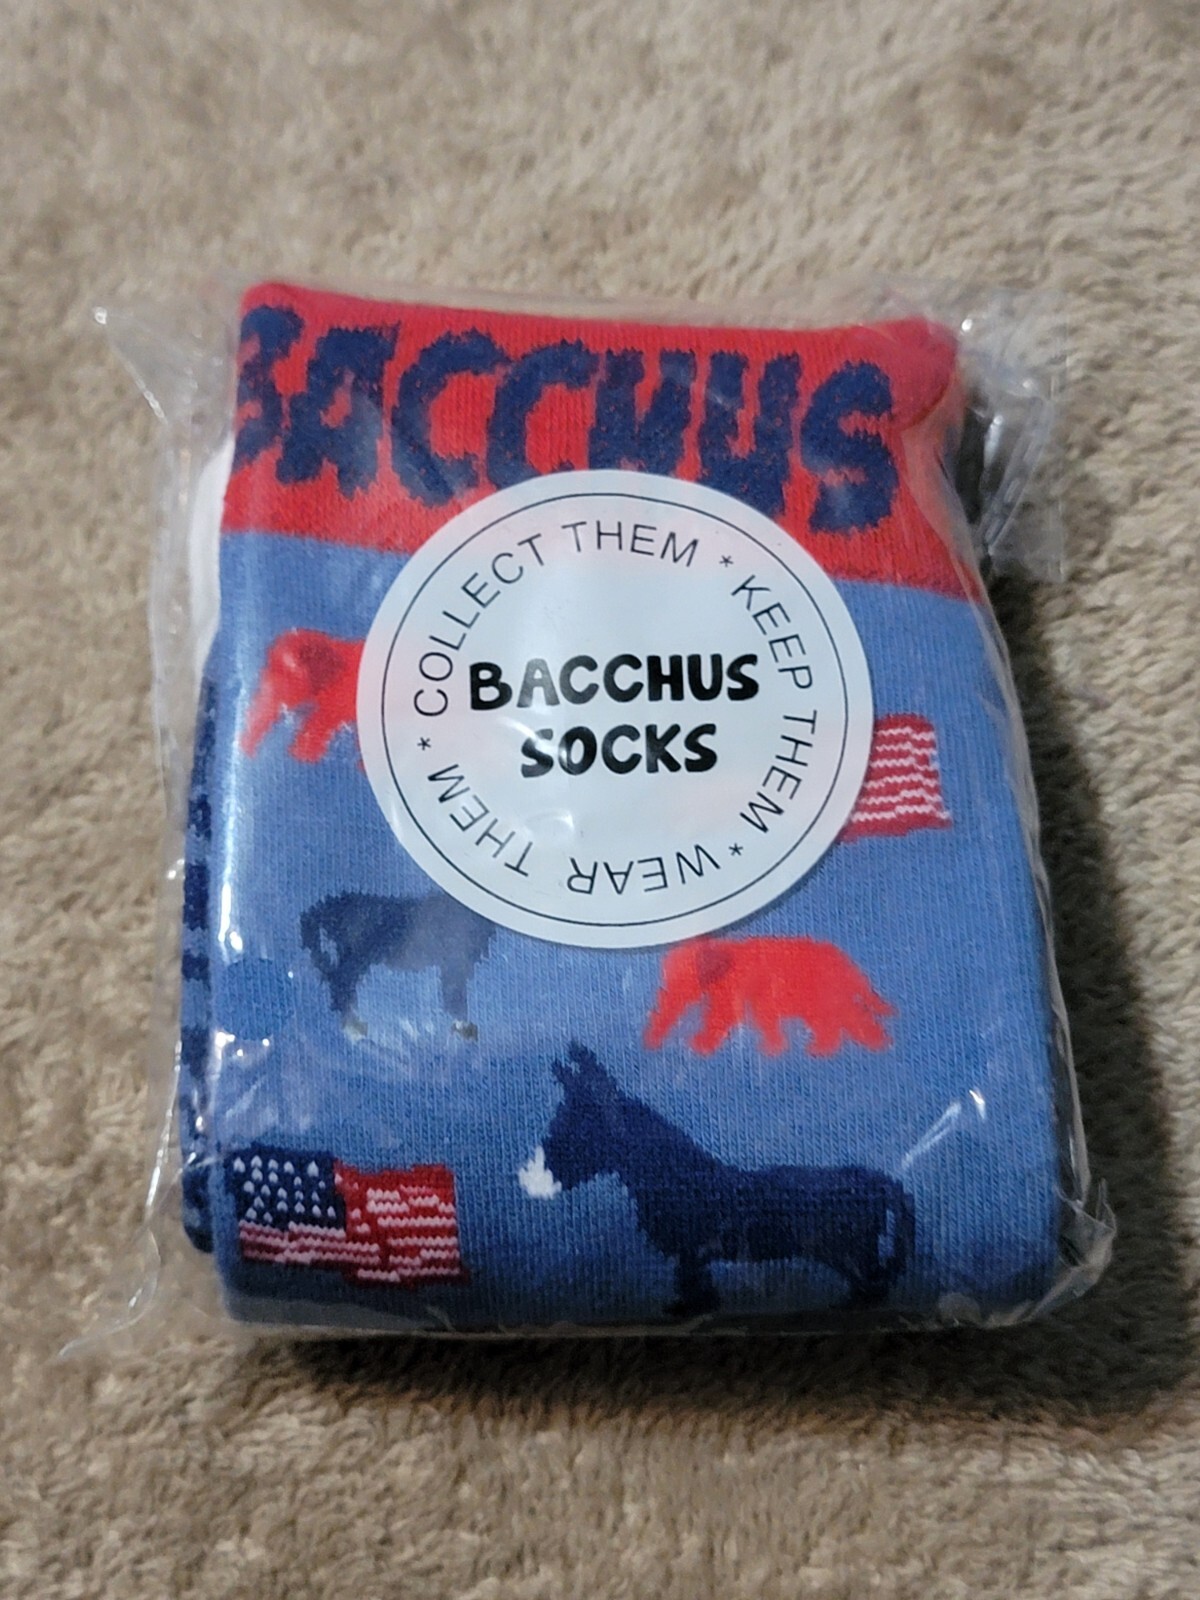 BACCHUS
COLLECT THEM * KEEP THEM * WEAR THEM *
BACCHUS
SOCKS